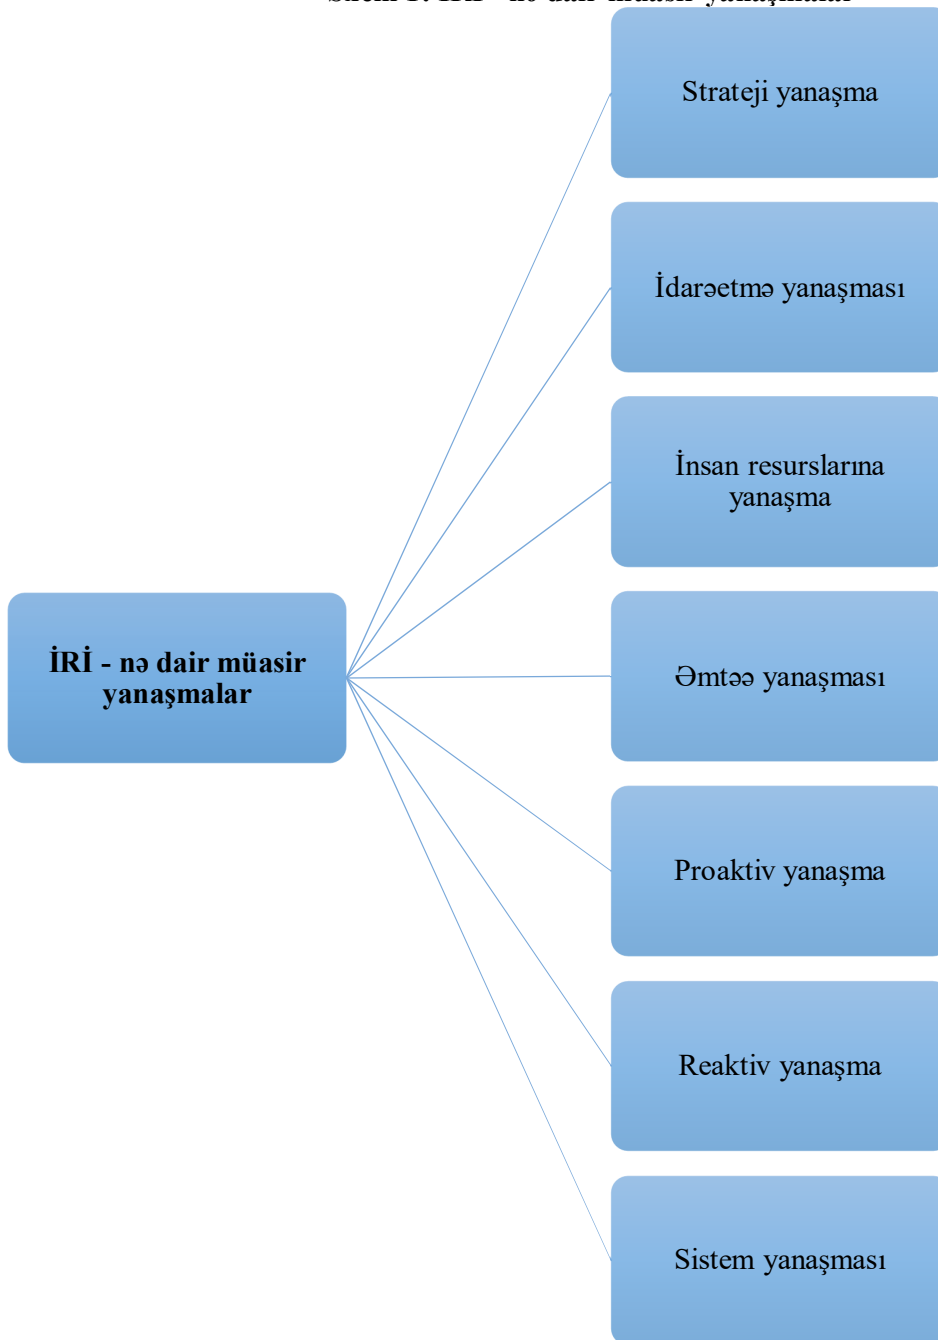 Strateji yanaşma
İdarəetmə yanaşması
İnsan resurslarına
yanaşma
İRİ - nə dair müasir
yanaşmalar
Əmtəə yanaşması
Proaktiv yanaşma
Reaktiv yanaşma
Sistem yanaşması